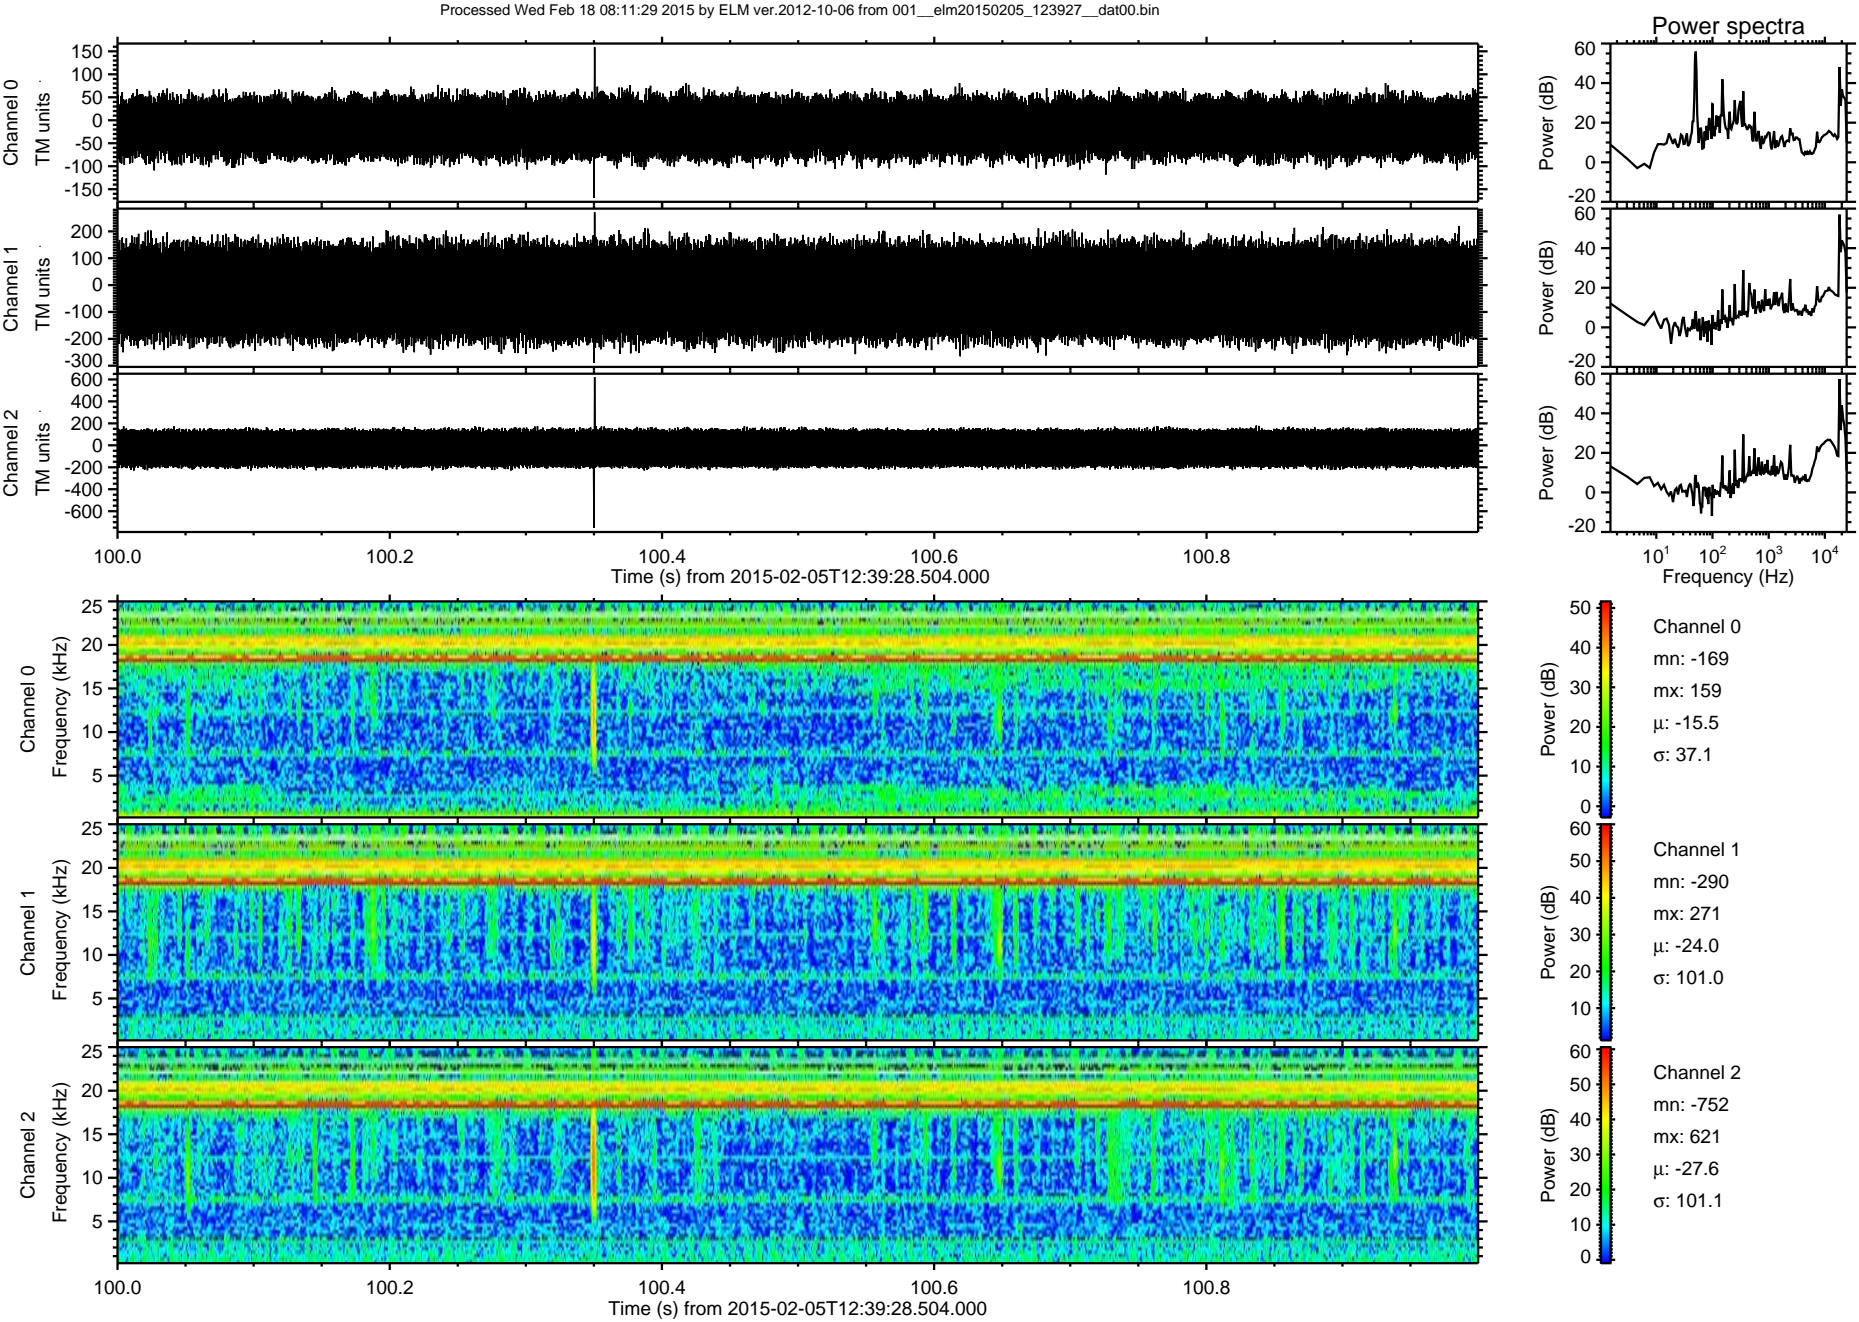 Processed Wed Feb 18 08:11:29 2015 by ELM ver.2012-10-06 from 001__elm20150205_123927__dat00.bin
Power spectra
Channel 0
TM units
150
100
50
0
-50
-100
-150
Power (dB)
60
40
20
0
-20
Channel 1
TM units
200
100
0
-100
-200
-300
Power (dB)
60
40
20
0
-20
Channel 2
TM units
600
400
200
0
-200
-400
-600
Power (dB)
60
40
20
0
-20
100.0 100.2 100.4 100.6 100.8
Time (s) from 2015-02-05T12:39:28.504.000
10^1 10^2 10^3 10^4
Frequency (Hz)
Channel 0
Frequency (kHz)
25
20
15
10
5
Power (dB)
50
40
30
20
10
0
Channel 0
mn: -169
mx: 159
μ: -15.5
σ: 37.1
Channel 1
Frequency (kHz)
25
20
15
10
5
Power (dB)
60
50
40
30
20
10
Channel 1
mn: -290
mx: 271
μ: -24.0
σ: 101.0
Channel 2
Frequency (kHz)
25
20
15
10
5
Power (dB)
60
50
40
30
20
10
0
Channel 2
mn: -752
mx: 621
μ: -27.6
σ: 101.1
100.0 100.2 100.4 100.6 100.8
Time (s) from 2015-02-05T12:39:28.504.000